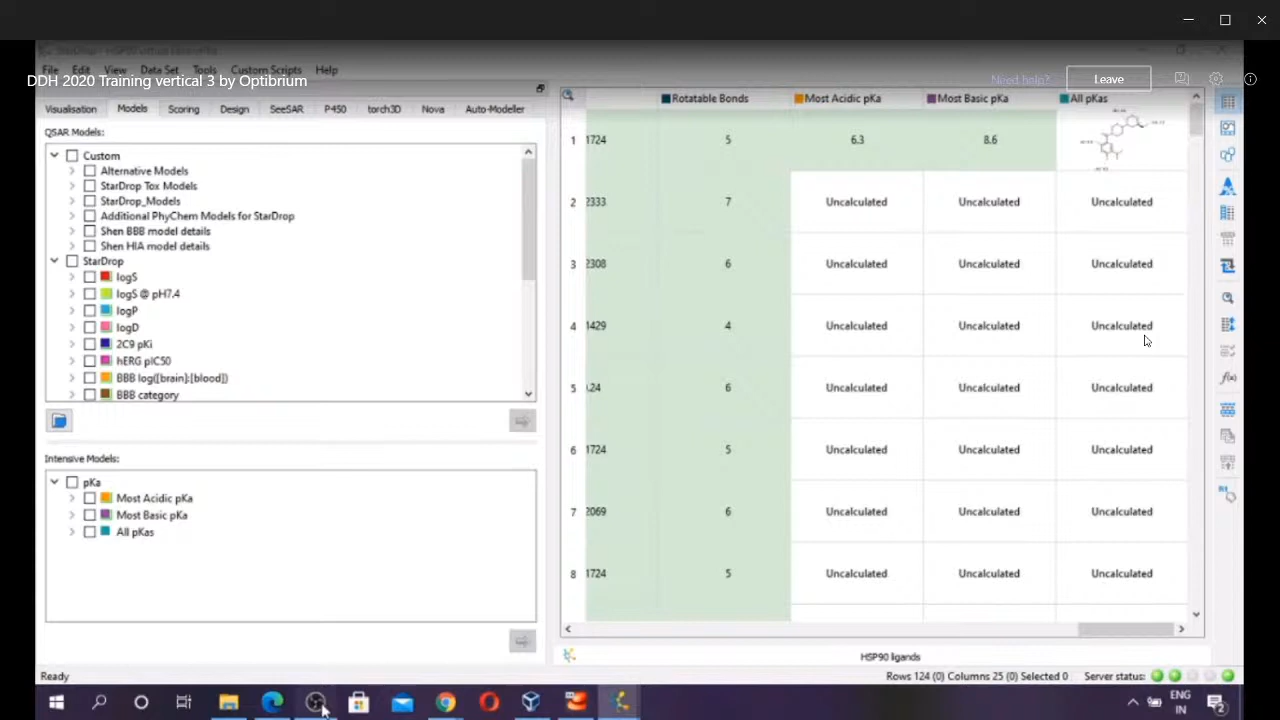 File Edit View Data Set Tools Custom Scripts Help
DDH 2020 Training vertical 3 by Optibrium
Need help?
Leave
Visualisation Models Scoring Design SeeSAR P450 torch3D Nova Auto-Modeller
QSAR Models:
Custom
Alternative Models
StarDrop Tox Models
StarDrop_Models
Additional PhyChem Models for StarDrop
Shen BBB model details
Shen HIA model details
StarDrop
logS
logS @ pH7.4
logP
logD
2C9 pKi
hERG pIC50
BBB log([brain]:[blood])
BBB category
Intensive Models:
pKa
Most Acidic pKa
Most Basic pKa
All pKas
Rotatable Bonds Most Acidic pKa Most Basic pKa All pKas
1 1724 5 6.3 8.6
2 2333 7 Uncalculated Uncalculated Uncalculated
3 2308 6 Uncalculated Uncalculated Uncalculated
4 1429 4 Uncalculated Uncalculated Uncalculated
5 .24 6 Uncalculated Uncalculated Uncalculated
6 1724 5 Uncalculated Uncalculated Uncalculated
7 2069 6 Uncalculated Uncalculated Uncalculated
8 1724 5 Uncalculated Uncalculated Uncalculated
HSP90 ligands
Ready
Rows 124 (0) Columns 25 (0) Selected 0 Server status:
ENG
IN
2